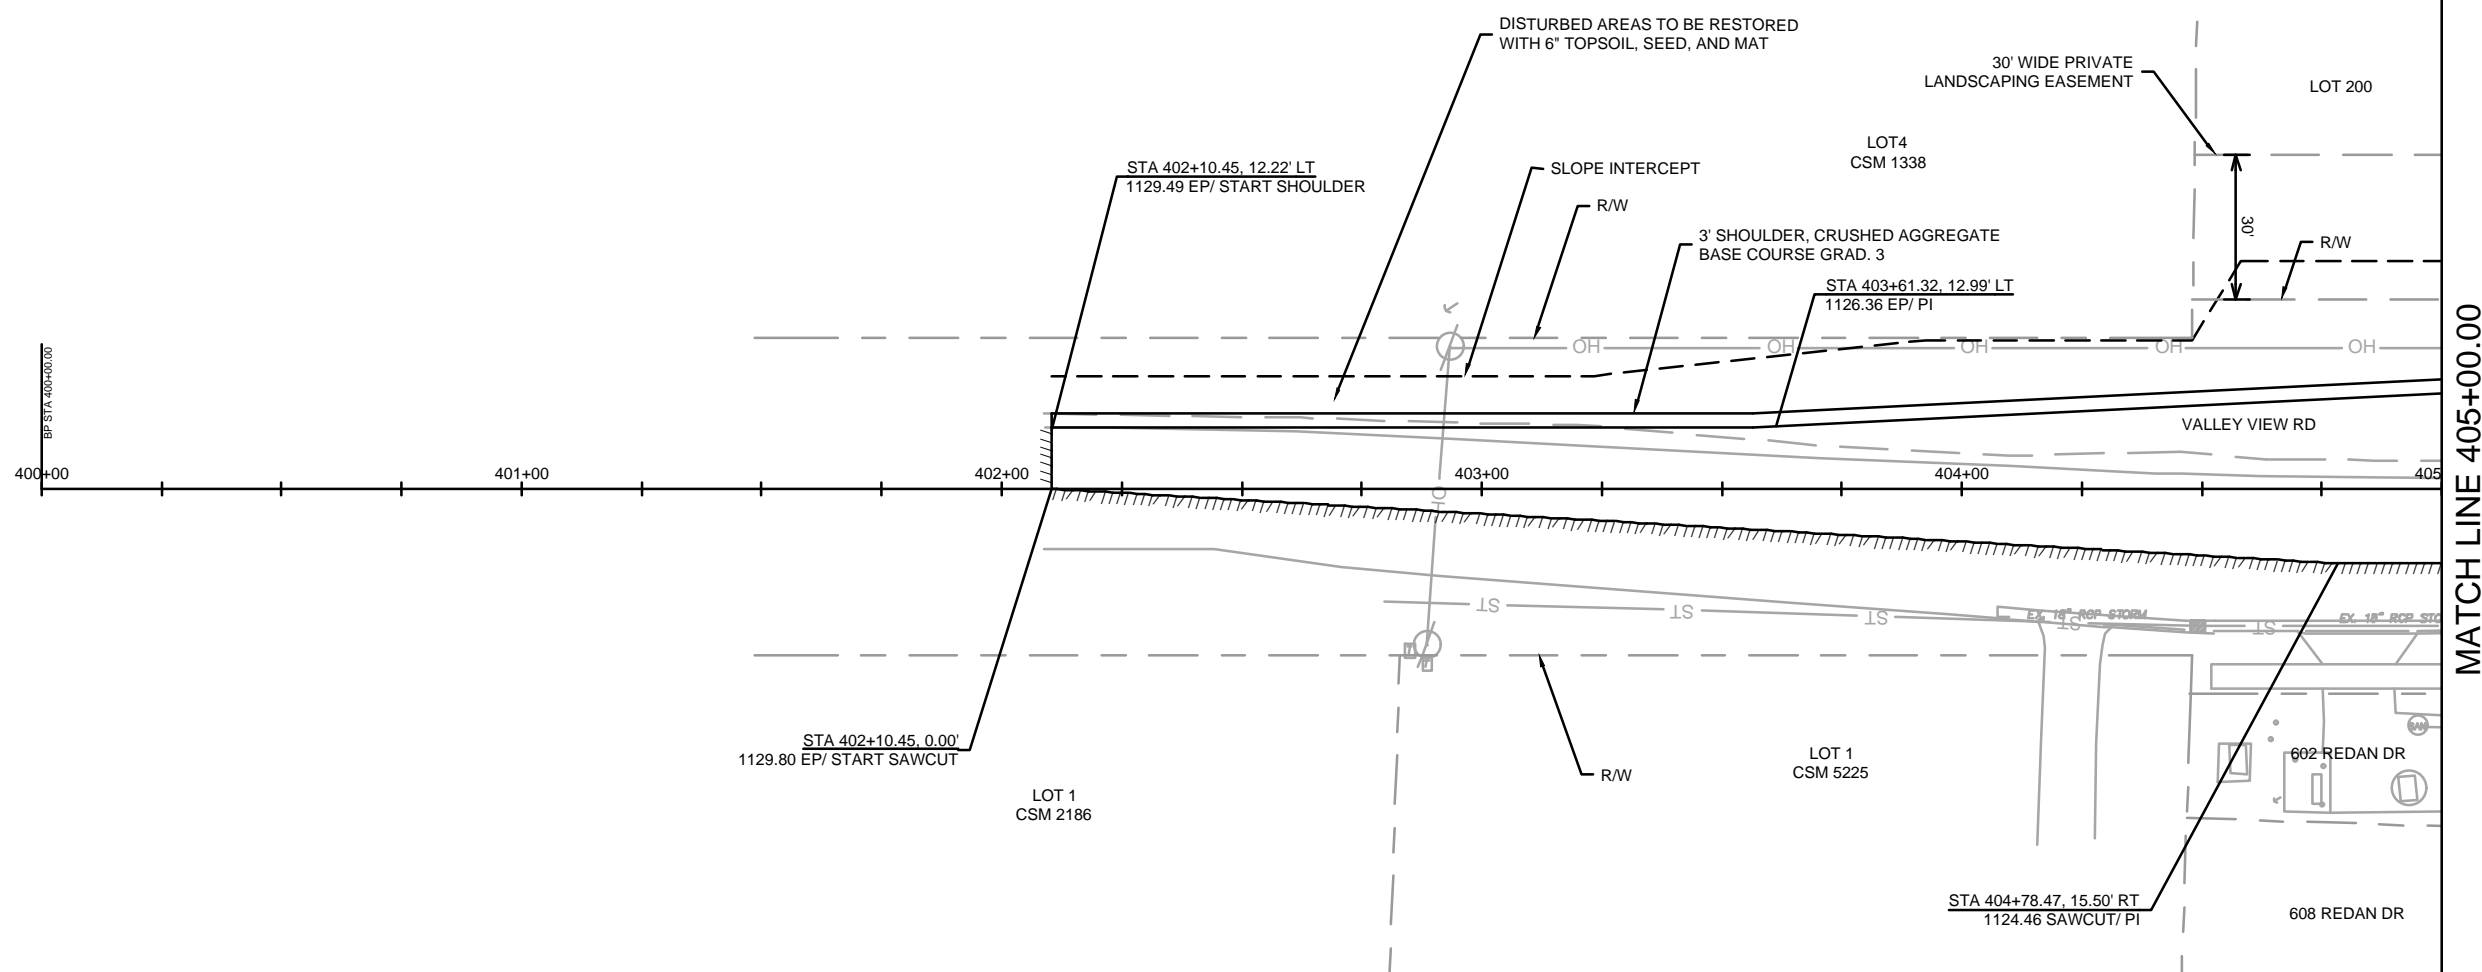 DISTURBED AREAS TO BE RESTORED
WITH 6" TOPSOIL, SEED, AND MAT
30' WIDE PRIVATE
LANDSCAPING EASEMENT
LOT 200
LOT4
CSM 1338
STA 402+10.45, 12.22' LT
1129.49 EP/ START SHOULDER
SLOPE INTERCEPT
R/W
3' SHOULDER, CRUSHED AGGREGATE
BASE COURSE GRAD. 3
30'
R/W
STA 403+61.32, 12.99' LT
1126.36 EP/ PI
OH
OH
OH
OH
OH
BP STA 400+00.00
VALLEY VIEW RD
400+00
401+00
402+00
403+00
404+00
405
OH
MATCH LINE 405+00.00
ST
ST
ST
ST
ST
EX. 18" RCP STORM
EX. 18" RCP STO
STA 402+10.45, 0.00'
1129.80 EP/ START SAWCUT
R/W
LOT 1
CSM 5225
602 REDAN DR
SAN
LOT 1
CSM 2186
STA 404+78.47, 15.50' RT
1124.46 SAWCUT/ PI
608 REDAN DR